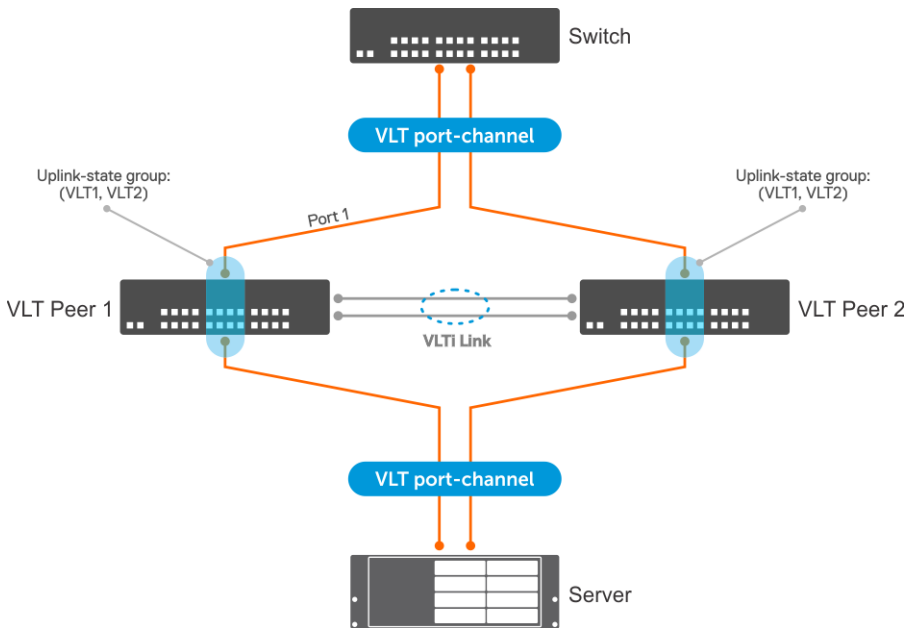 Switch
VLT port-channel
Uplink-state group:
(VLT1, VLT2)
Uplink-state group:
(VLT1, VLT2)
Port 1
VLT Peer 1
VLT Peer 2
VLTi Link
VLT port-channel
Server